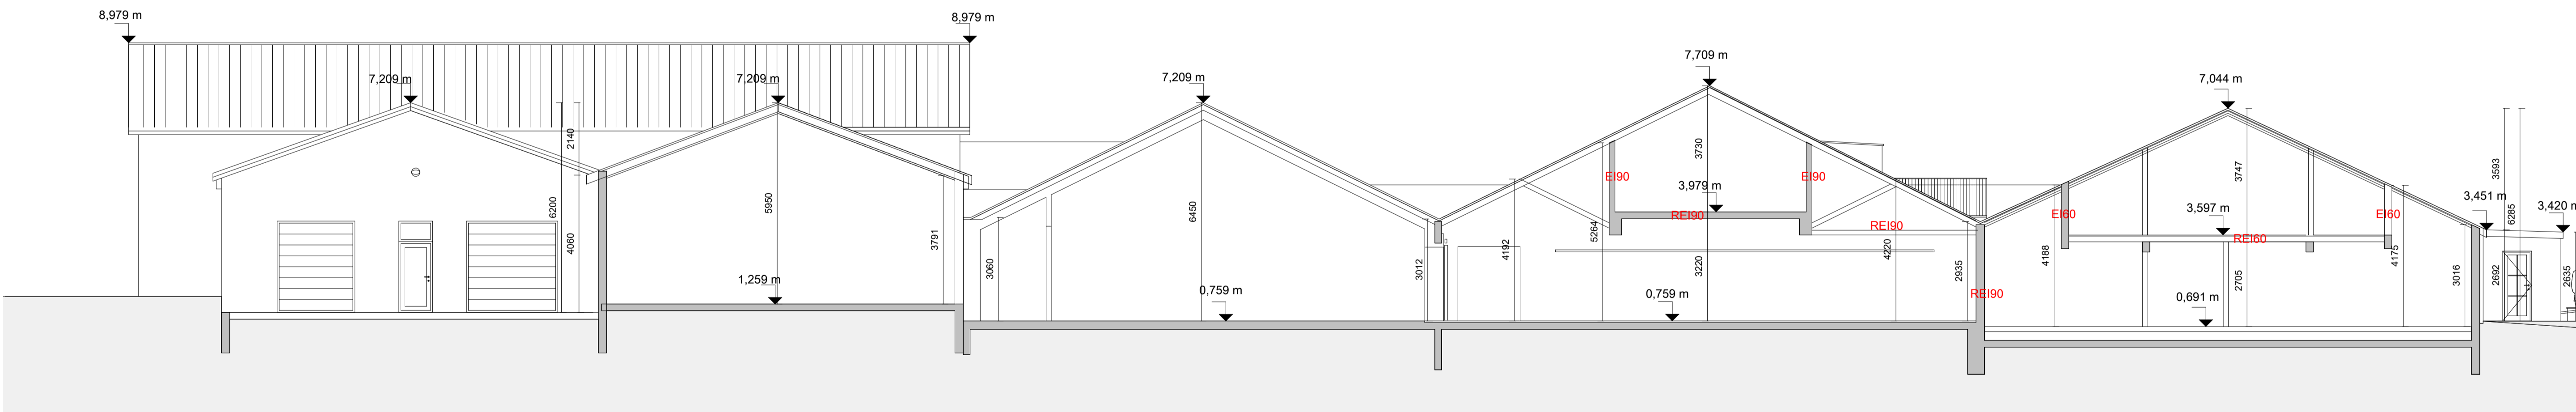 8,979 m
8,979 m
7,209 m
7,209 m
7,209 m
7,709 m
7,044 m
2140
6200
4060
5950
3791
1,259 m
3060
6450
0,759 m
3012
4192
5264
EI90
3730
EI90
3,979 m
REI90
REI90
3220
0,759 m
4220
2935
REI90
4188
EI60
3747
3,597 m
REI60
EI60
2705
0,691 m
4175
3016
3593
6285
3,451 m
3,420 m
2692
2635